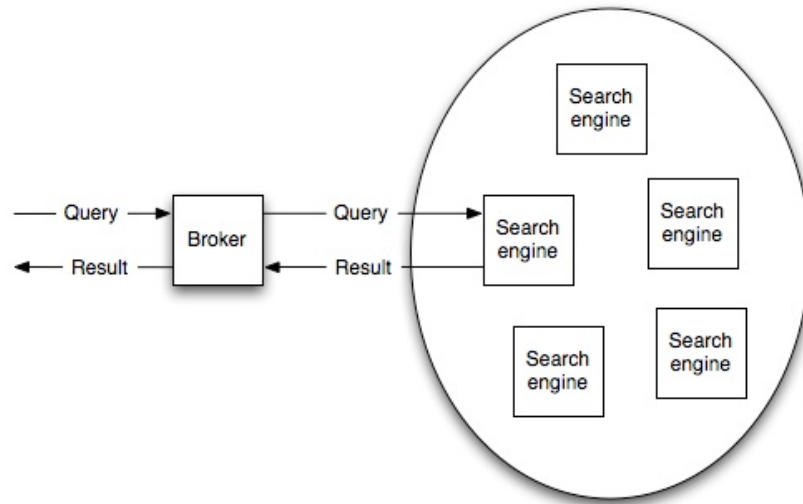 Search
engine
Query
Broker
Query
Search
engine
Search
engine
Result
Result
Search
engine
Search
engine